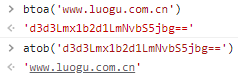 > btoa('www.luogu.com.cn')
< 'd3d3Lmx1b2d1LmNvbS5jbg=='
> atob('d3d3Lmx1b2d1LmNvbS5jbg==')
< 'www.luogu.com.cn'